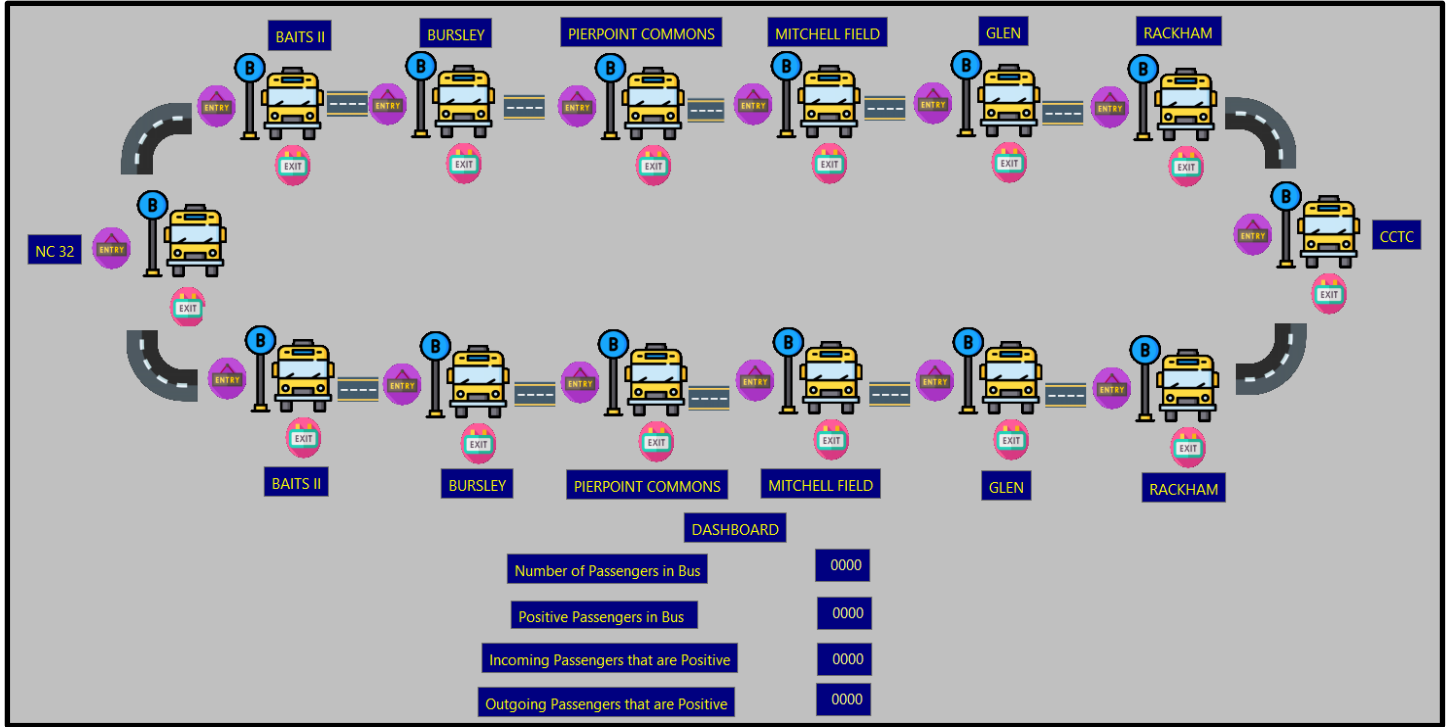 BAITS II
BURSLEY
PIERPOINT COMMONS
MITCHELL FIELD
GLEN
RACKHAM
B
B
B
B
B
B
ENTRY
ENTRY
ENTRY
ENTRY
ENTRY
ENTRY
EXIT
EXIT
EXIT
EXIT
EXIT
EXIT
B
B
NC 32
ENTRY
ENTRY
CCTC
EXIT
EXIT
B
B
B
B
B
B
ENTRY
ENTRY
ENTRY
ENTRY
ENTRY
ENTRY
EXIT
EXIT
EXIT
EXIT
EXIT
EXIT
BAITS II
BURSLEY
PIERPOINT COMMONS
MITCHELL FIELD
GLEN
RACKHAM
DASHBOARD
Number of Passengers in Bus 0000
Positive Passengers in Bus 0000
Incoming Passengers that are Positive 0000
Outgoing Passengers that are Positive 0000